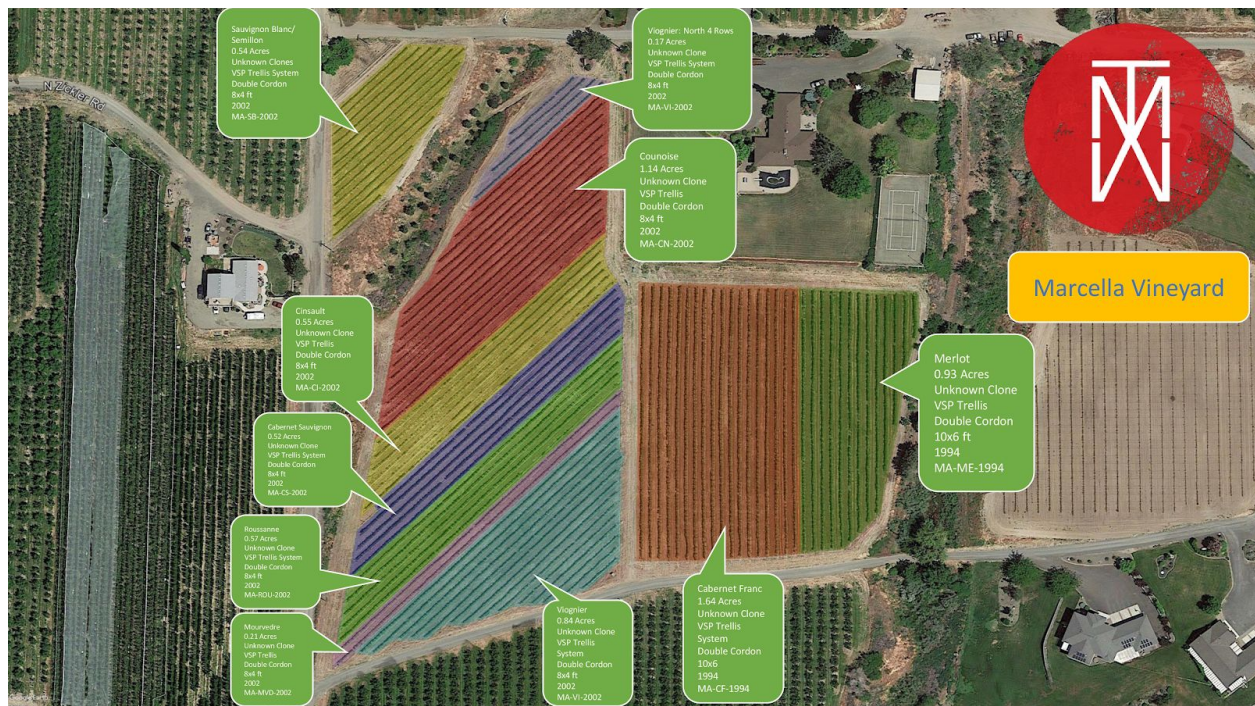 Sauvignon Blanc/
Semillon
0.54 Acres
Unknown Clones
VSP Trellis System
Double Cordon
8x4 ft
2002
MA-SB-2002
Viognier: North 4 Rows
0.17 Acres
Unknown Clone
VSP Trellis System
Double Cordon
8x4 ft
2002
MA-VI-2002
N Zickler Rd
Counoise
1.14 Acres
Unknown Clone
VSP Trellis
Double Cordon
8x4 ft
2002
MA-CN-2002
Marcella Vineyard
Cinsault
0.55 Acres
Unknown Clone
VSP Trellis
Double Cordon
8x4 ft
2002
MA-CI-2002
Merlot
0.93 Acres
Unknown Clone
VSP Trellis
Double Cordon
10x6 ft
1994
MA-ME-1994
Cabernet Sauvignon
0.52 Acres
Unknown Clone
VSP Trellis System
Double Cordon
8x4 ft
2002
MA-CS-2002
Roussanne
0.57 Acres
Unknown Clone
VSP Trellis System
Double Cordon
8x4 ft
2002
MA-ROU-2002
Mourvedre
0.21 Acres
Unknown Clone
VSP Trellis
Double Cordon
8x4 ft
2002
MA-MVD-2002
Viognier
0.84 Acres
Unknown Clone
VSP Trellis
System
Double Cordon
8x4 ft
2002
MA-VI-2002
Cabernet Franc
1.64 Acres
Unknown Clone
VSP Trellis
System
Double Cordon
10x6
1994
MA-CF-1994